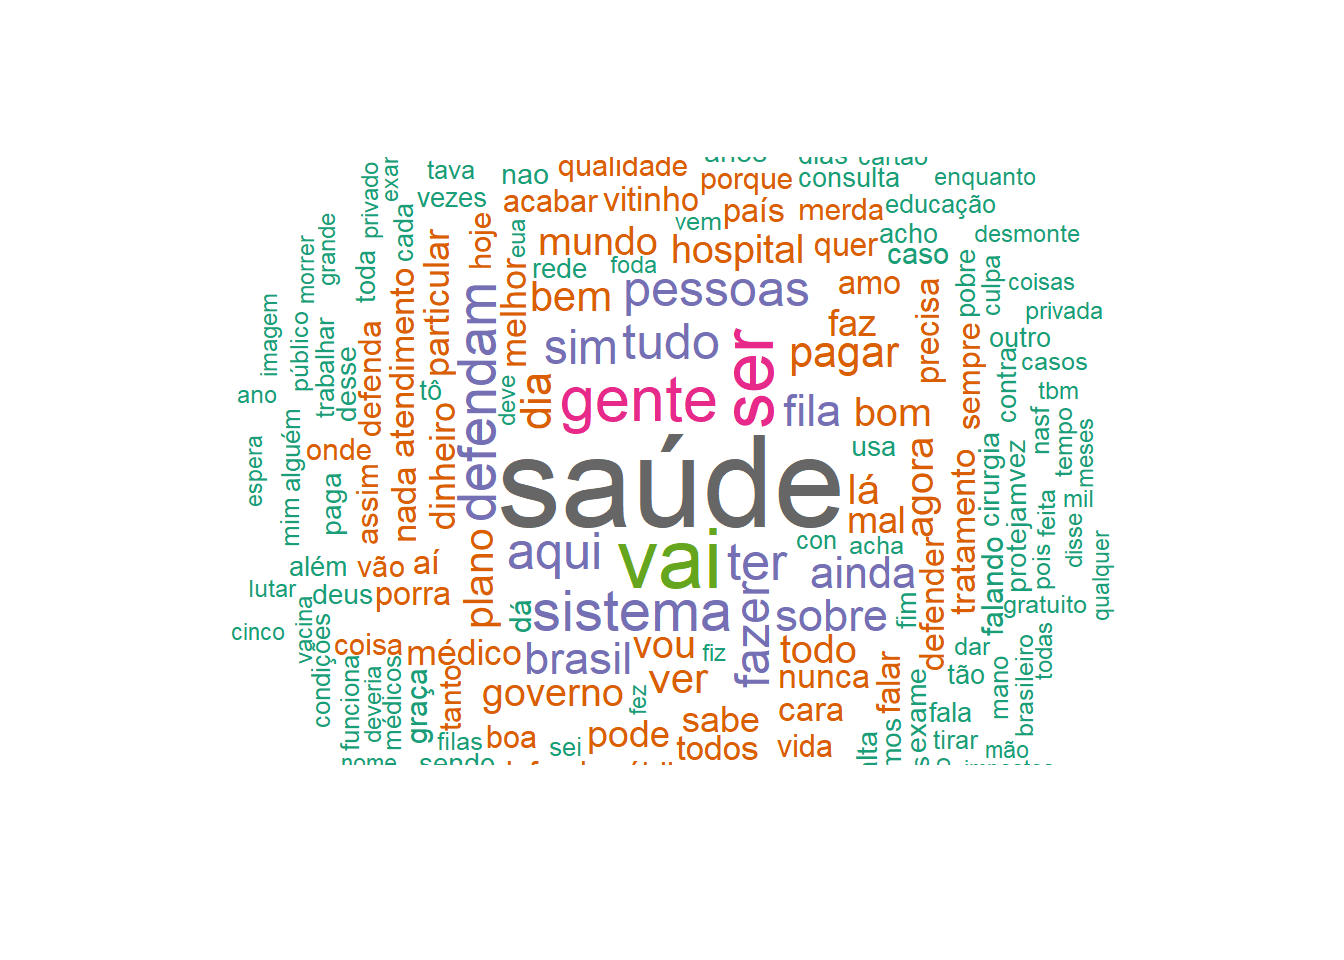 tava
nao
qualidade
porque
consulta
enquanto
privado
vezes
acabar
vitinho
país
merda
educação
vem
cada
hoje
eua
mundo
hospital
quer
acho
desmonte
grande
toda
particular
rede
foda
caso
morrer
melhor
bem
pessoas
amo
precisa
pobre
culpa
coisas
privada
imagem
público
trabalhar
desse
defenda
atendimento
defendam
sim
tudo
ser
faz
pagar
sempre
outro
contra
casos
ano
tô
deve
dia
gente
fila
bom
tbm
onde
dinheiro
saúde
usa
nasf
tempo
meses
espera
alguém
mim
paga
assim
nada
lá
agora
tratamento
cirurgia
protejamvez
feita
mil
mal
disse
pois
qualquer
além
vão
aí
plano
aqui
vai
ter
con
acha
ainda
defender
falando
lutar
deus
porra
dá
sistema
fazer
sobre
fim
gratuito
cinco
vacina
condições
coisa
médico
brasil
vou
fiz
todo
dar
todas
funciona
deveria
médicos
graça
tanto
governo
ver
nunca
falar
tão
mano
brasileiro
fez
cara
exame
fala
filas
boa
sei
pode
sabe
todos
vida
tirar
mão
nome
sendo